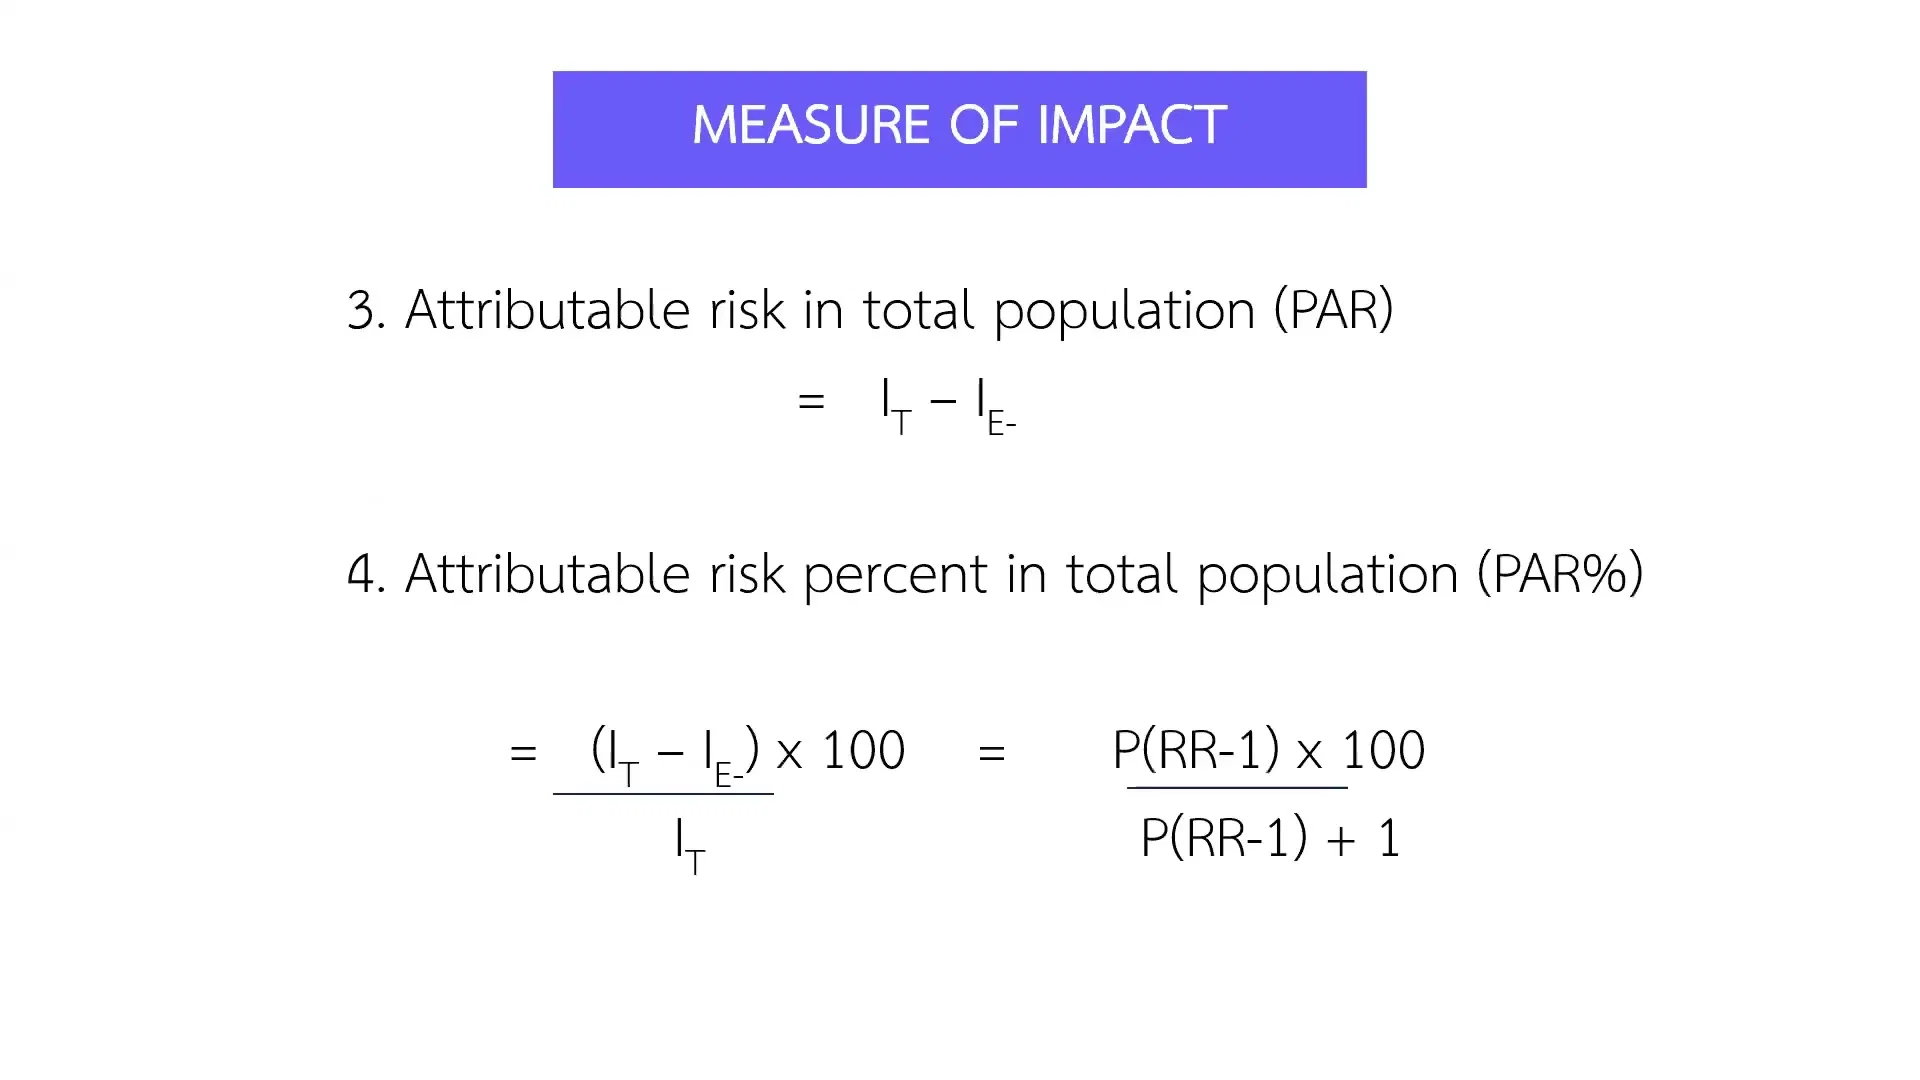 MEASURE OF IMPACT
3. Attributable risk in total population (PAR)
= I_T – I_E-
4. Attributable risk percent in total population (PAR%)
= (I_T – I_E-) x 100 = P(RR-1) x 100
I_T P(RR-1) + 1